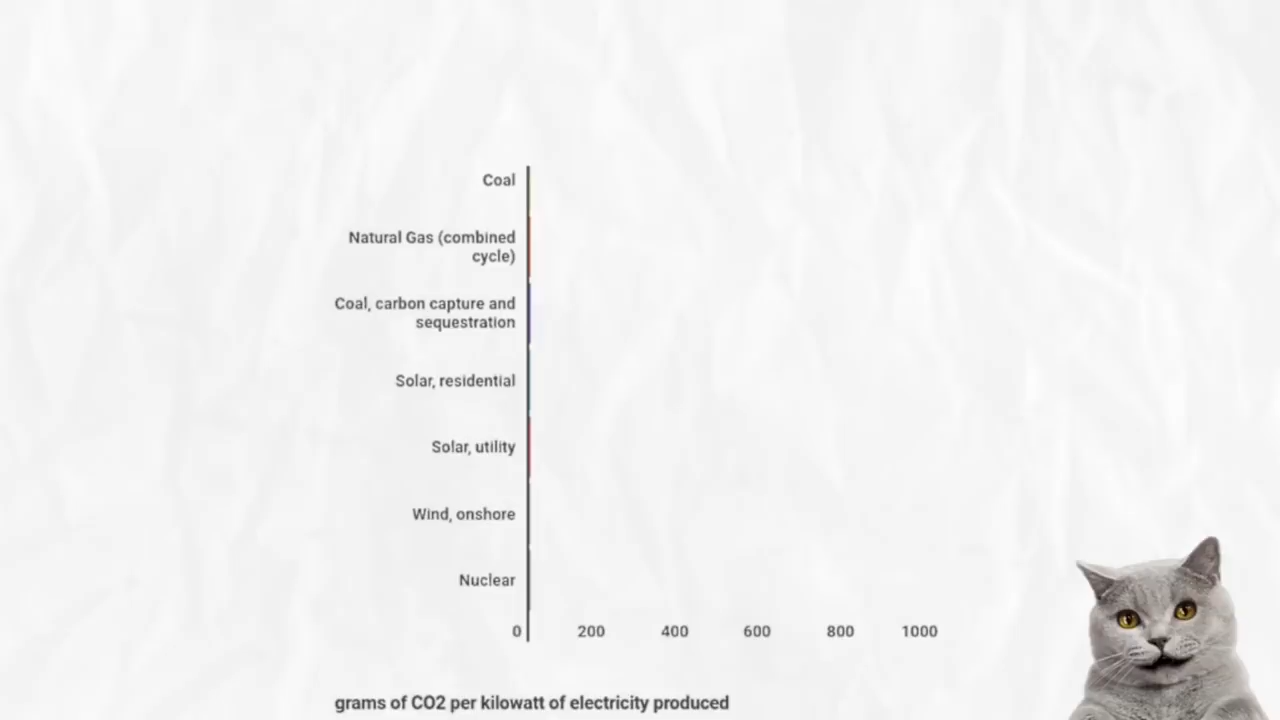 Coal
Natural Gas (combined
cycle)
Coal, carbon capture and
sequestration
Solar, residential
Solar, utility
Wind, onshore
Nuclear
0 200 400 600 800 1000
grams of CO2 per kilowatt of electricity produced